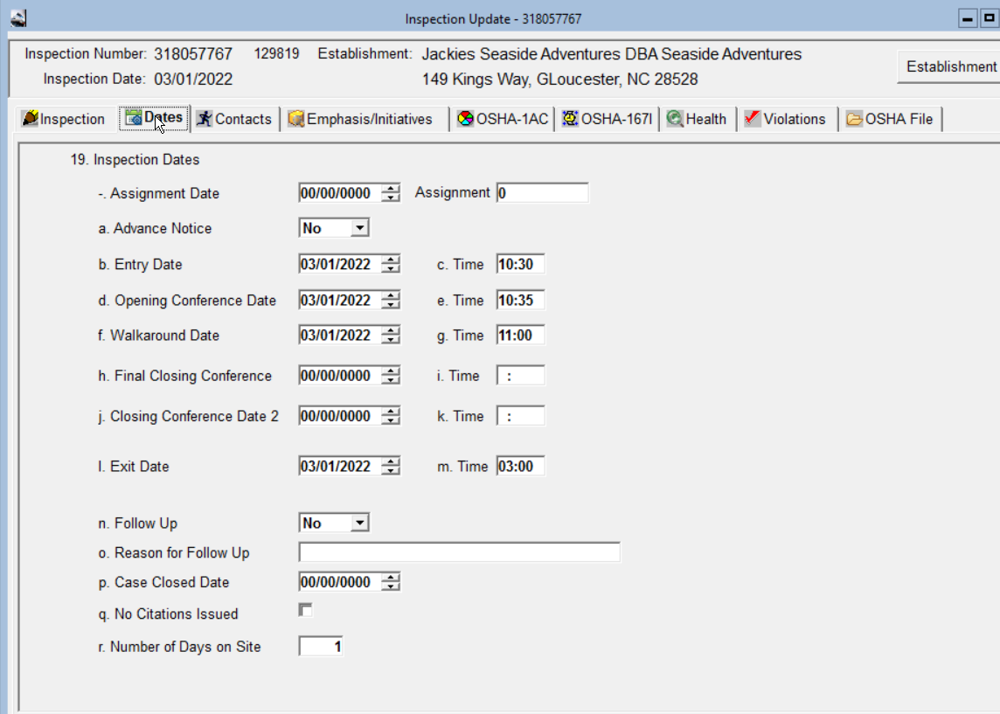 Inspection Update - 318057767
Inspection Number: 318057767 129819 Establishment: Jackies Seaside Adventures DBA Seaside Adventures
Inspection Date: 03/01/2022 149 Kings Way, GLoucester, NC 28528
Establishment
Inspection Dates Contacts Emphasis/Initiatives OSHA-1AC OSHA-167I Health Violations OSHA File
19. Inspection Dates
-. Assignment Date 00/00/0000 Assignment 0
a. Advance Notice No
b. Entry Date 03/01/2022 c. Time 10:30
d. Opening Conference Date 03/01/2022 e. Time 10:35
f. Walkaround Date 03/01/2022 g. Time 11:00
h. Final Closing Conference 00/00/0000 i. Time :
j. Closing Conference Date 2 00/00/0000 k. Time :
l. Exit Date 03/01/2022 m. Time 03:00
n. Follow Up No
o. Reason for Follow Up
p. Case Closed Date 00/00/0000
q. No Citations Issued
r. Number of Days on Site 1